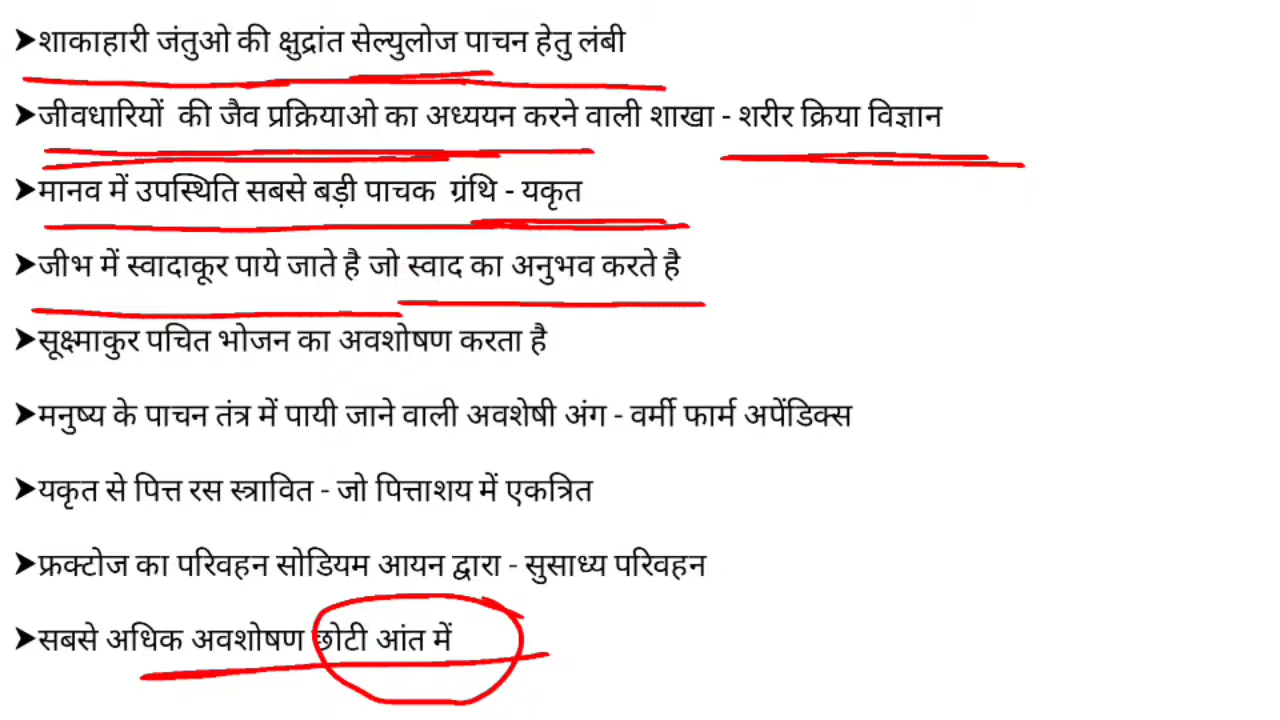 ➤शाकाहारी जंतुओ की क्षुद्रांत सेल्युलोज पाचन हेतु लंबी
➤जीवधारियों की जैव प्रक्रियाओ का अध्ययन करने वाली शाखा - शरीर क्रिया विज्ञान
➤मानव में उपस्थिति सबसे बड़ी पाचक ग्रंथि - यकृत
➤जीभ में स्वादाकूर पाये जाते है जो स्वाद का अनुभव करते है
➤सूक्ष्माकुर पचित भोजन का अवशोषण करता है
➤मनुष्य के पाचन तंत्र में पायी जाने वाली अवशेषी अंग - वर्मी फार्म अपेंडिक्स
➤यकृत से पित्त रस स्त्रावित - जो पित्ताशय में एकत्रित
➤फ्रक्टोज का परिवहन सोडियम आयन द्वारा - सुसाध्य परिवहन
➤सबसे अधिक अवशोषण छोटी आंत में